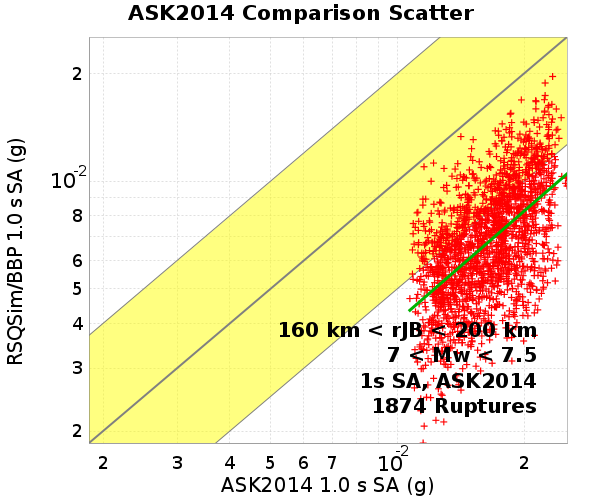 ASK2014 Comparison Scatter
RSQSim/BBP 1.0 s SA (g)
2
10-2
8
6
5
4
3
2
160 km < rJB < 200 km
7 < Mw < 7.5
1s SA, ASK2014
1874 Ruptures
2 3 4 5 6 7 10-2 2
ASK2014 1.0 s SA (g)